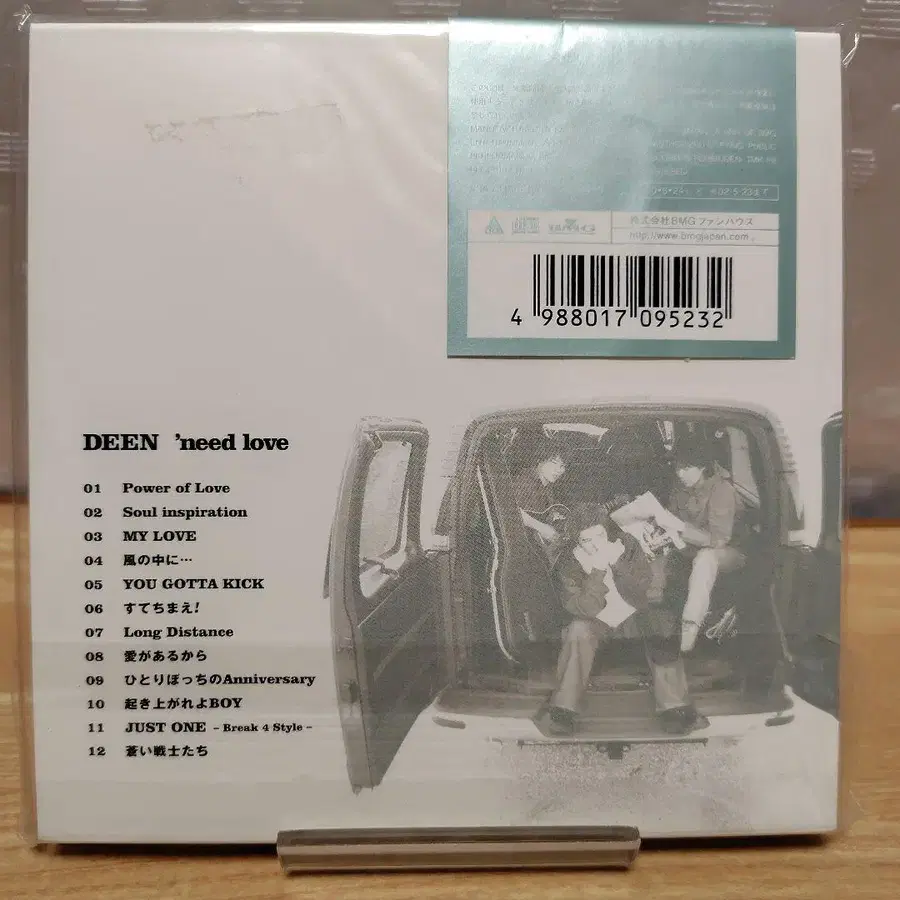 BMG
株式会社BMG ファンハウス
http://www.bmgjapan.com
4 988017 095232
DEEN 'need love
01 Power of Love
02 Soul inspiration
03 MY LOVE
04 風の中に…
05 YOU GOTTA KICK
06 すてちまえ!
07 Long Distance
08 愛があるから
09 ひとりぼっちのAnniversary
10 起き上がれよBOY
11 JUST ONE - Break 4 Style -
12 蒼い戦士たち